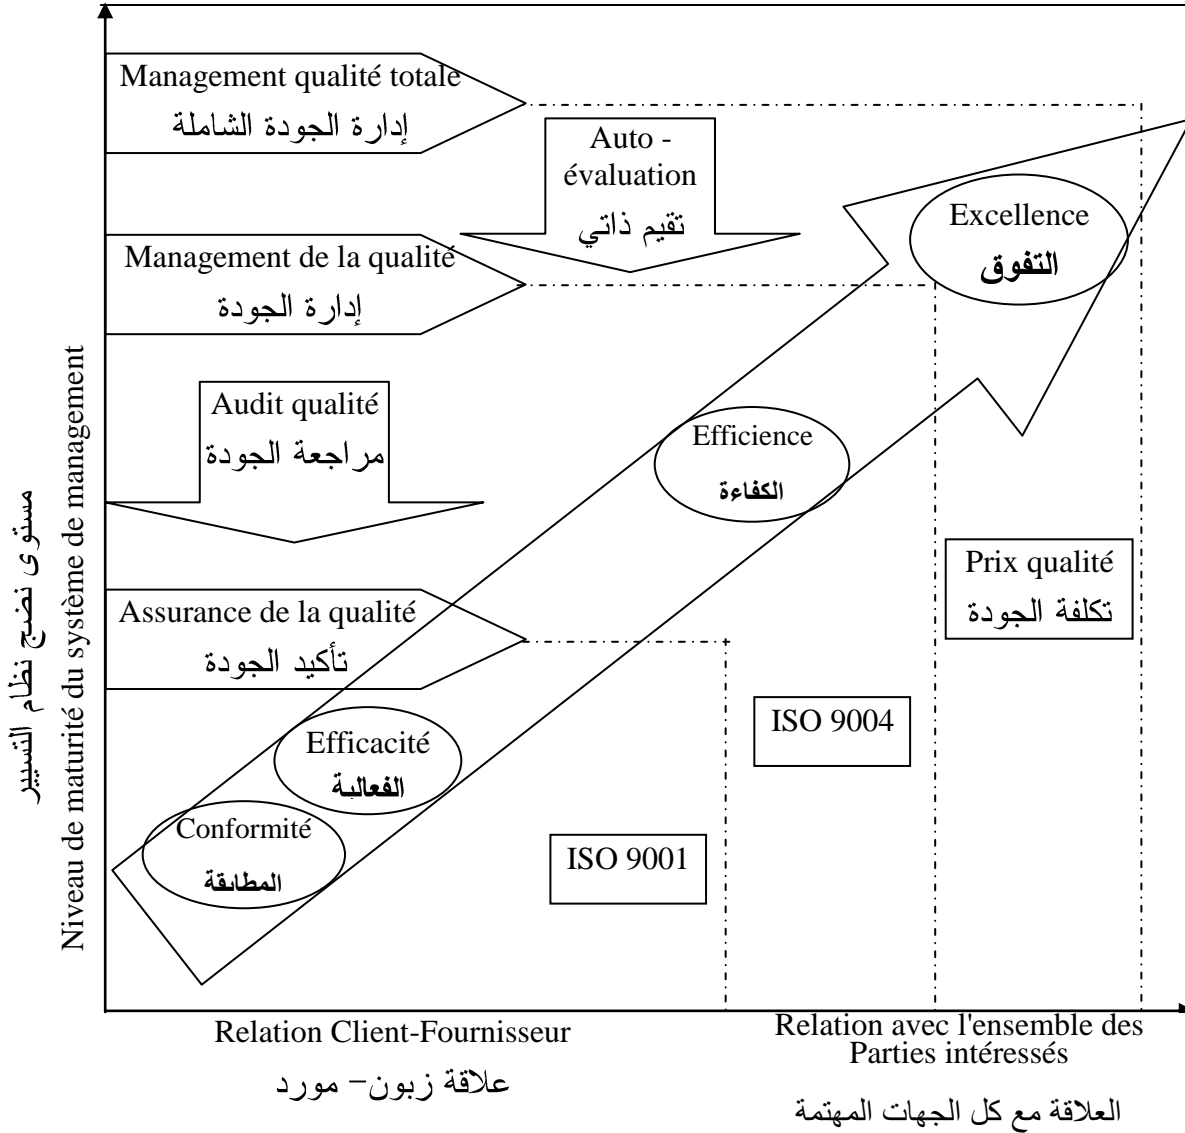 Management qualité totale
إدارة الجودة الشاملة
Auto -
évaluation
تقيم ذاتي
Excellence
التفوق
Management de la qualité
إدارة الجودة
Audit qualité
مراجعة الجودة
Efficience
الكفاءة
Prix qualité
تكلفة الجودة
Assurance de la qualité
تأكيد الجودة
ISO 9004
Efficacité
الفعالية
Conformité
المطابقة
ISO 9001
مستوى نضج نظام التسيير
Niveau de maturité du système de management
Relation Client-Fournisseur
علاقة زبون– مورد
Relation avec l'ensemble des
Parties intéressés
العلاقة مع كل الجهات المهتمة